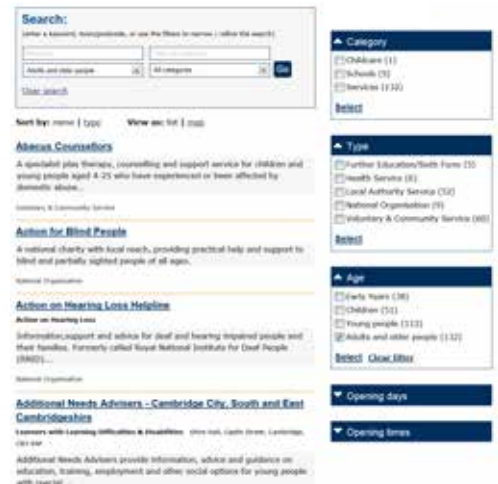 Search:
(enter a keyword, town/postcode, or use the filters to narrow / refine the search)
Adults and older people
All categories
Go
Clear search
Sort by: name | type View as: list | map
Abacus Counsellors
A specialist play therapy, counselling and support service for children and
young people aged 4-25 who have experienced or been affected by
domestic abuse...
Voluntary & Community Service
Action for Blind People
A national charity with local reach, providing practical help and support to
blind and partially sighted people of all ages.
National Organisation
Action on Hearing Loss Helpline
Action on Hearing Loss
Information, support and advice for deaf and hearing impaired people and
their families. Formerly called Royal National Institute for Deaf People
(RNID)...
National Organisation
Additional Needs Advisers - Cambridge City, South and East
Cambridgeshire
Learners with Learning Difficulties & Disabilities Shire Hall, Castle Street, Cambridge,
Additional Needs Advisers provide information, advice and guidance on
education, training, employment and other social options for young people
with special...
Category
Childcare (1)
Schools (5)
Services (132)
Select
Type
Further Education/Sixth Form (5)
Health Service (6)
Local Authority Service (52)
National Organisation (9)
Voluntary & Community Service (60)
Select
Age
Early Years (38)
Children (51)
Young people (113)
Adults and older people (132)
Select Clear filter
Opening days
Opening times